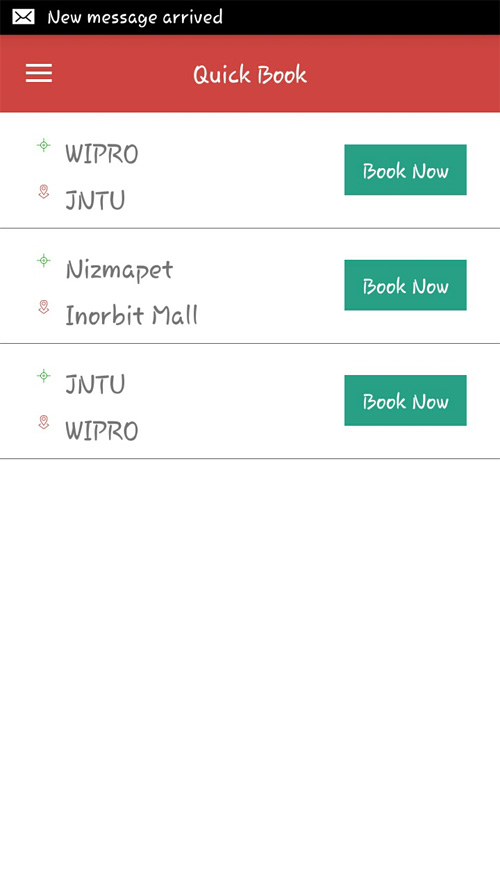 New message arrived
Quick Book
WIPRO
Book Now
JNTU
Nizmapet
Book Now
Inorbit Mall
JNTU
Book Now
WIPRO